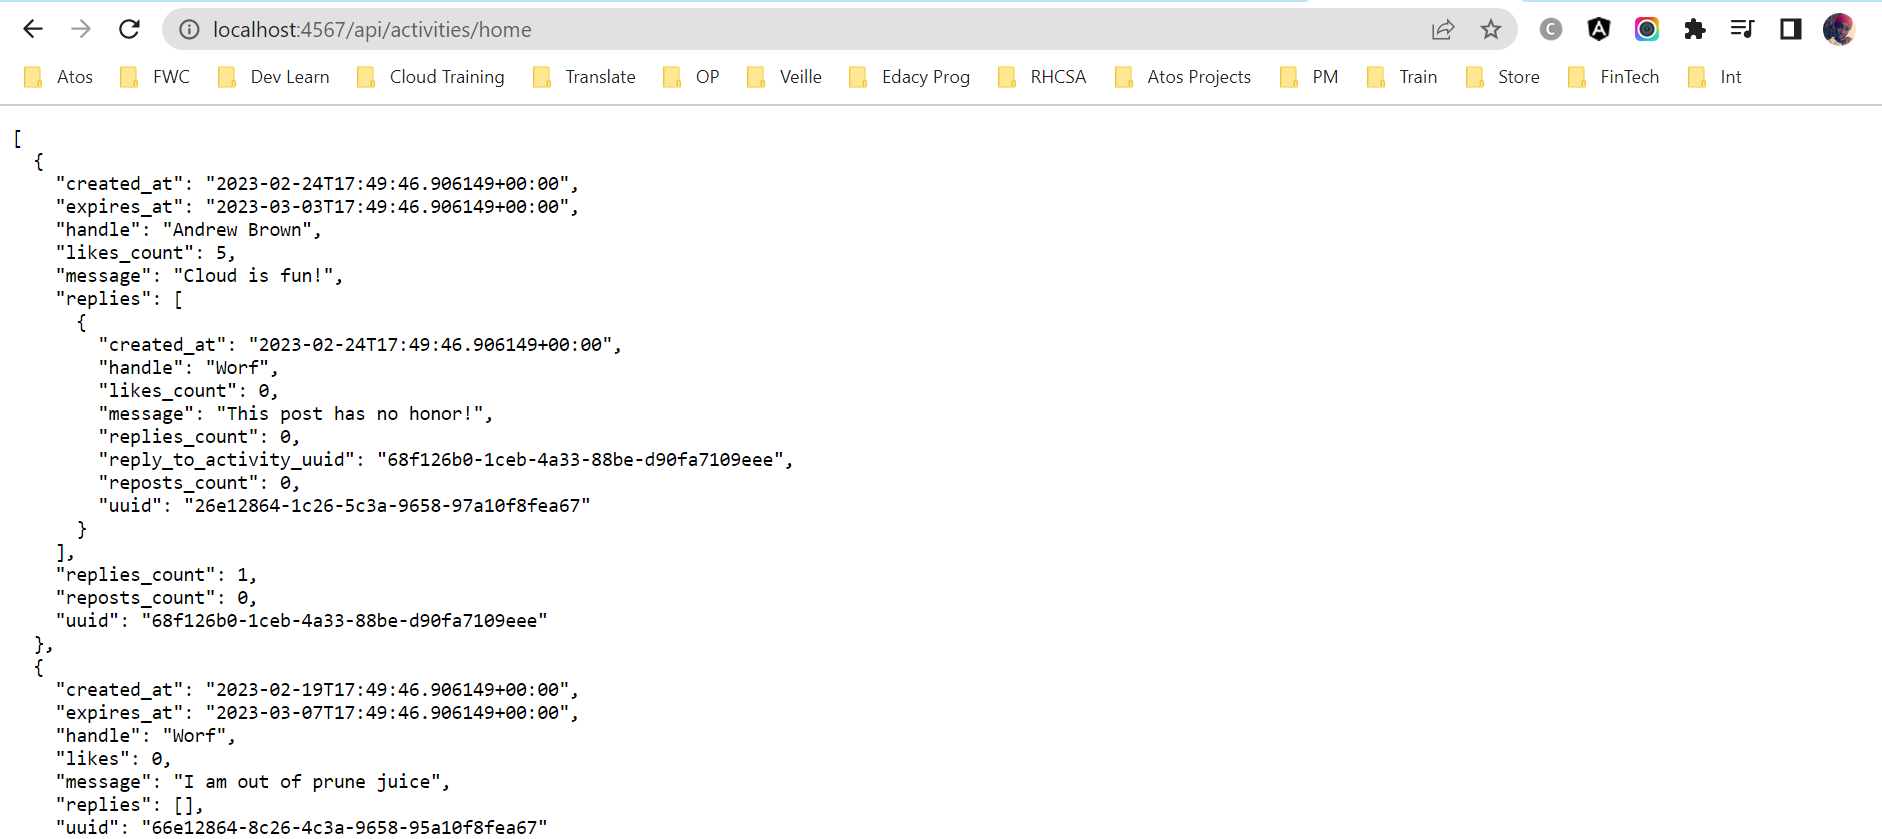 localhost:4567/api/activities/home
C
A
Atos FWC Dev Learn Cloud Training Translate OP Veille Edacy Prog RHCSA Atos Projects PM Train Store FinTech Int
[
  {
    "created_at": "2023-02-24T17:49:46.906149+00:00",
    "expires_at": "2023-03-03T17:49:46.906149+00:00",
    "handle": "Andrew Brown",
    "likes_count": 5,
    "message": "Cloud is fun!",
    "replies": [
      {
        "created_at": "2023-02-24T17:49:46.906149+00:00",
        "handle": "Worf",
        "likes_count": 0,
        "message": "This post has no honor!",
        "replies_count": 0,
        "reply_to_activity_uuid": "68f126b0-1ceb-4a33-88be-d90fa7109eee",
        "reposts_count": 0,
        "uuid": "26e12864-1c26-5c3a-9658-97a10f8fea67"
      }
    ],
    "replies_count": 1,
    "reposts_count": 0,
    "uuid": "68f126b0-1ceb-4a33-88be-d90fa7109eee"
  },
  {
    "created_at": "2023-02-19T17:49:46.906149+00:00",
    "expires_at": "2023-03-07T17:49:46.906149+00:00",
    "handle": "Worf",
    "likes": 0,
    "message": "I am out of prune juice",
    "replies": [],
    "uuid": "66e12864-8c26-4c3a-9658-95a10f8fea67"